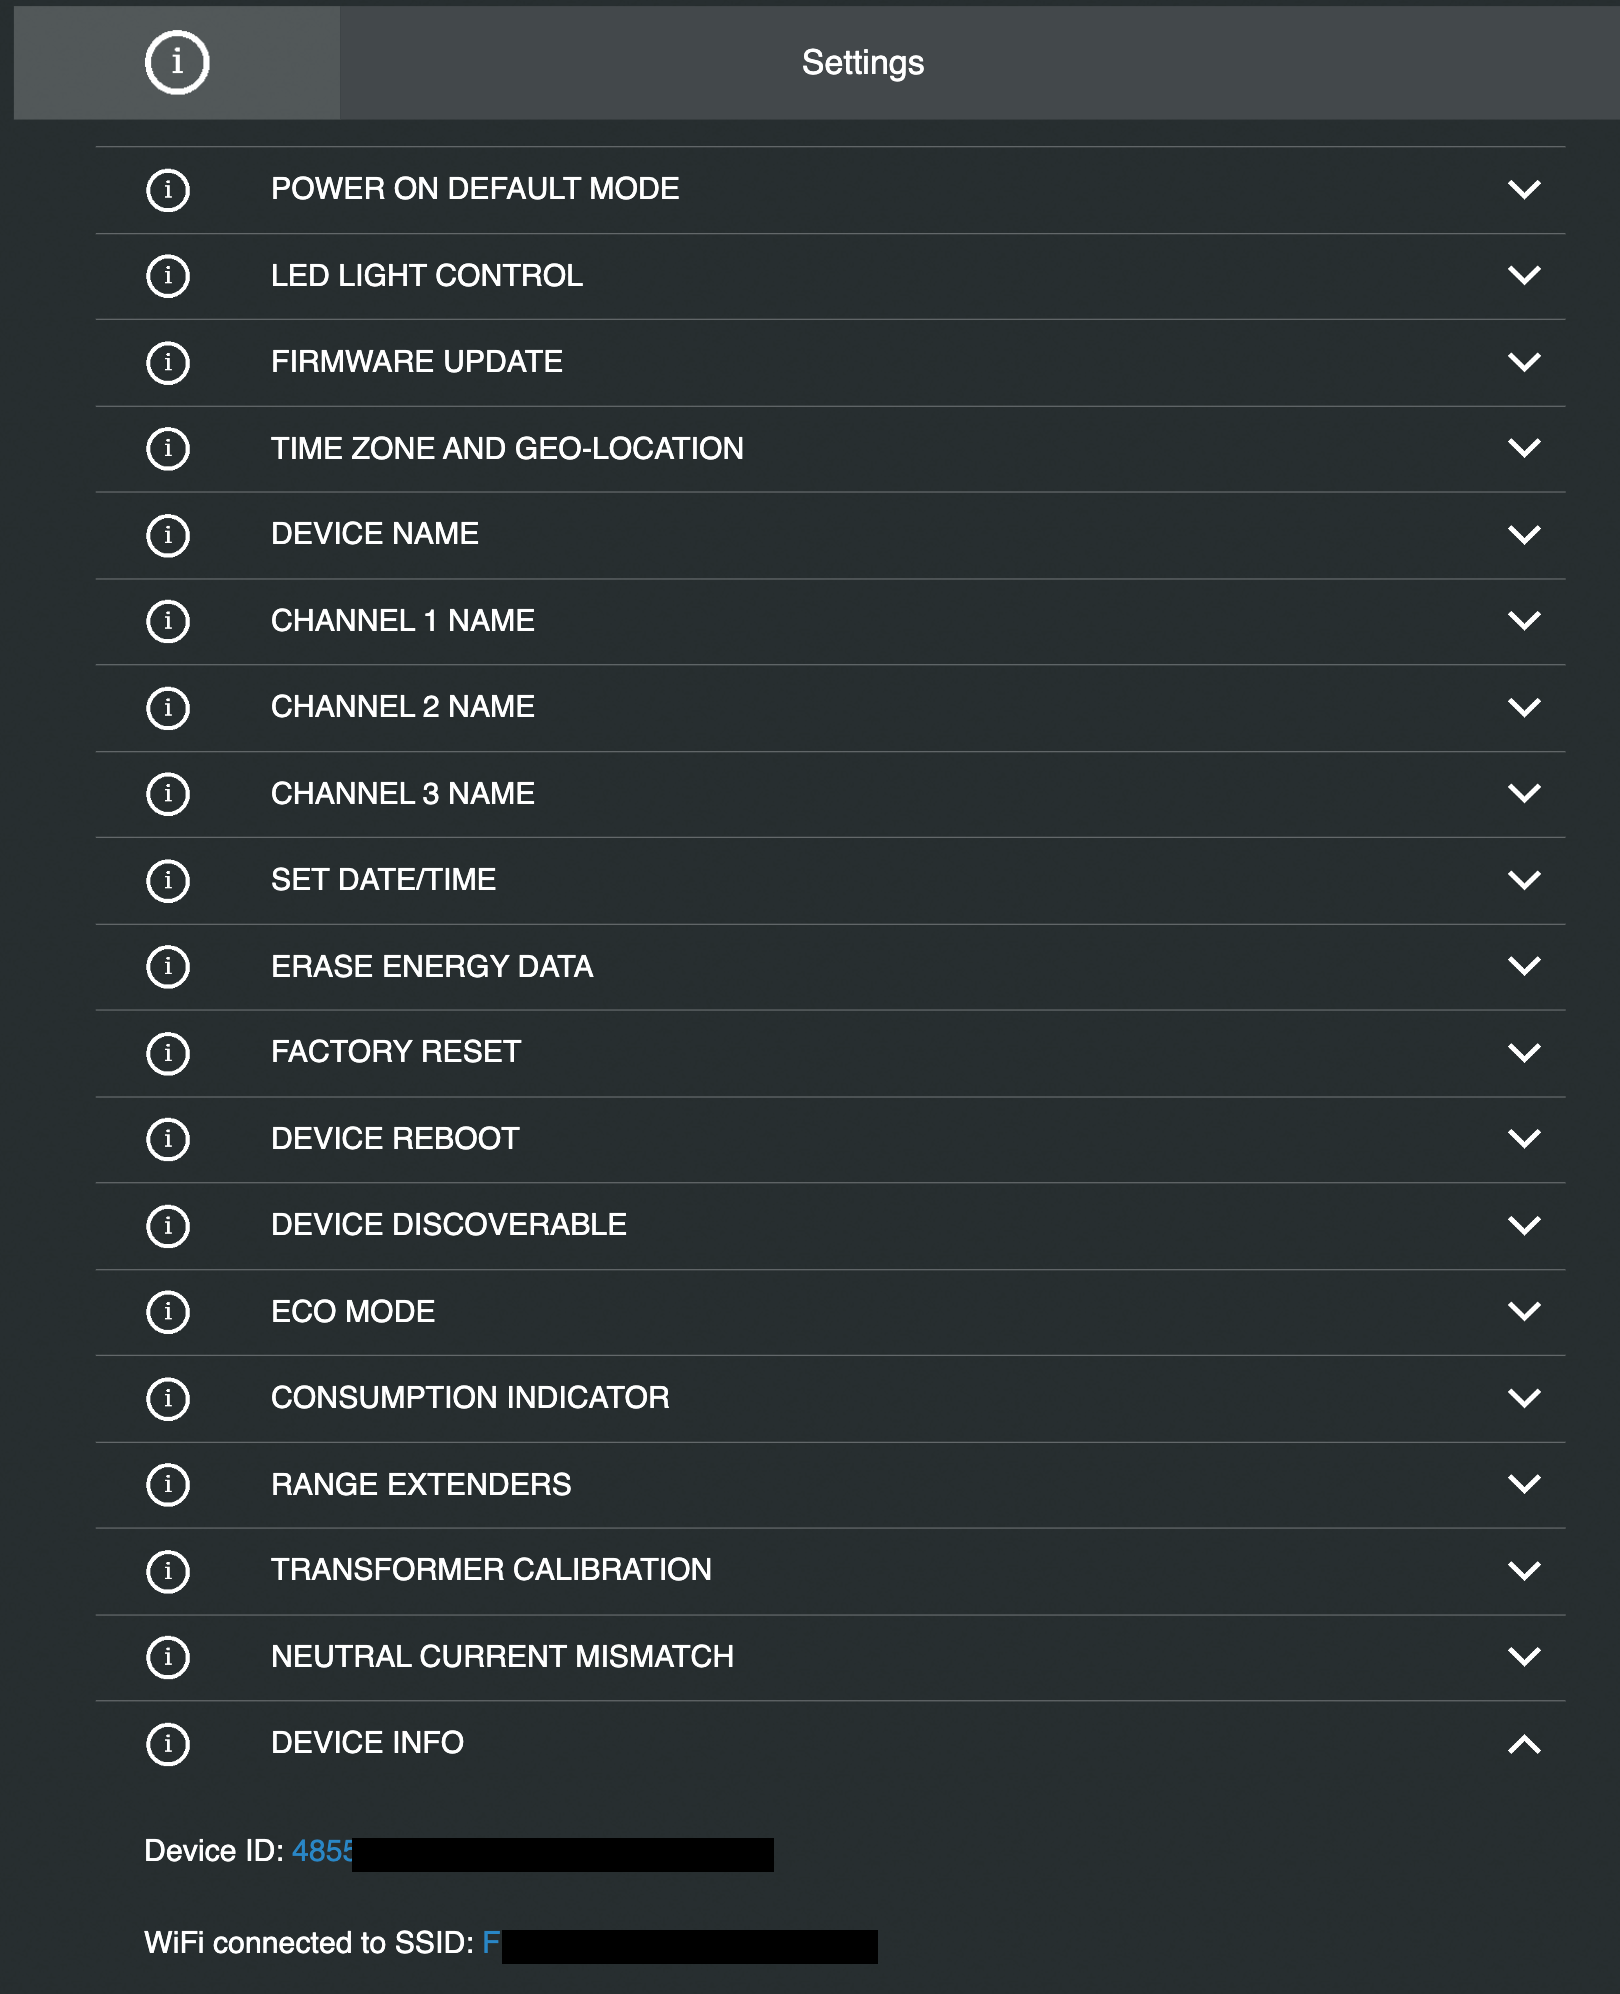 Settings
POWER ON DEFAULT MODE
LED LIGHT CONTROL
FIRMWARE UPDATE
TIME ZONE AND GEO-LOCATION
DEVICE NAME
CHANNEL 1 NAME
CHANNEL 2 NAME
CHANNEL 3 NAME
SET DATE/TIME
ERASE ENERGY DATA
FACTORY RESET
DEVICE REBOOT
DEVICE DISCOVERABLE
ECO MODE
CONSUMPTION INDICATOR
RANGE EXTENDERS
TRANSFORMER CALIBRATION
NEUTRAL CURRENT MISMATCH
DEVICE INFO
Device ID: 4855
WiFi connected to SSID: F